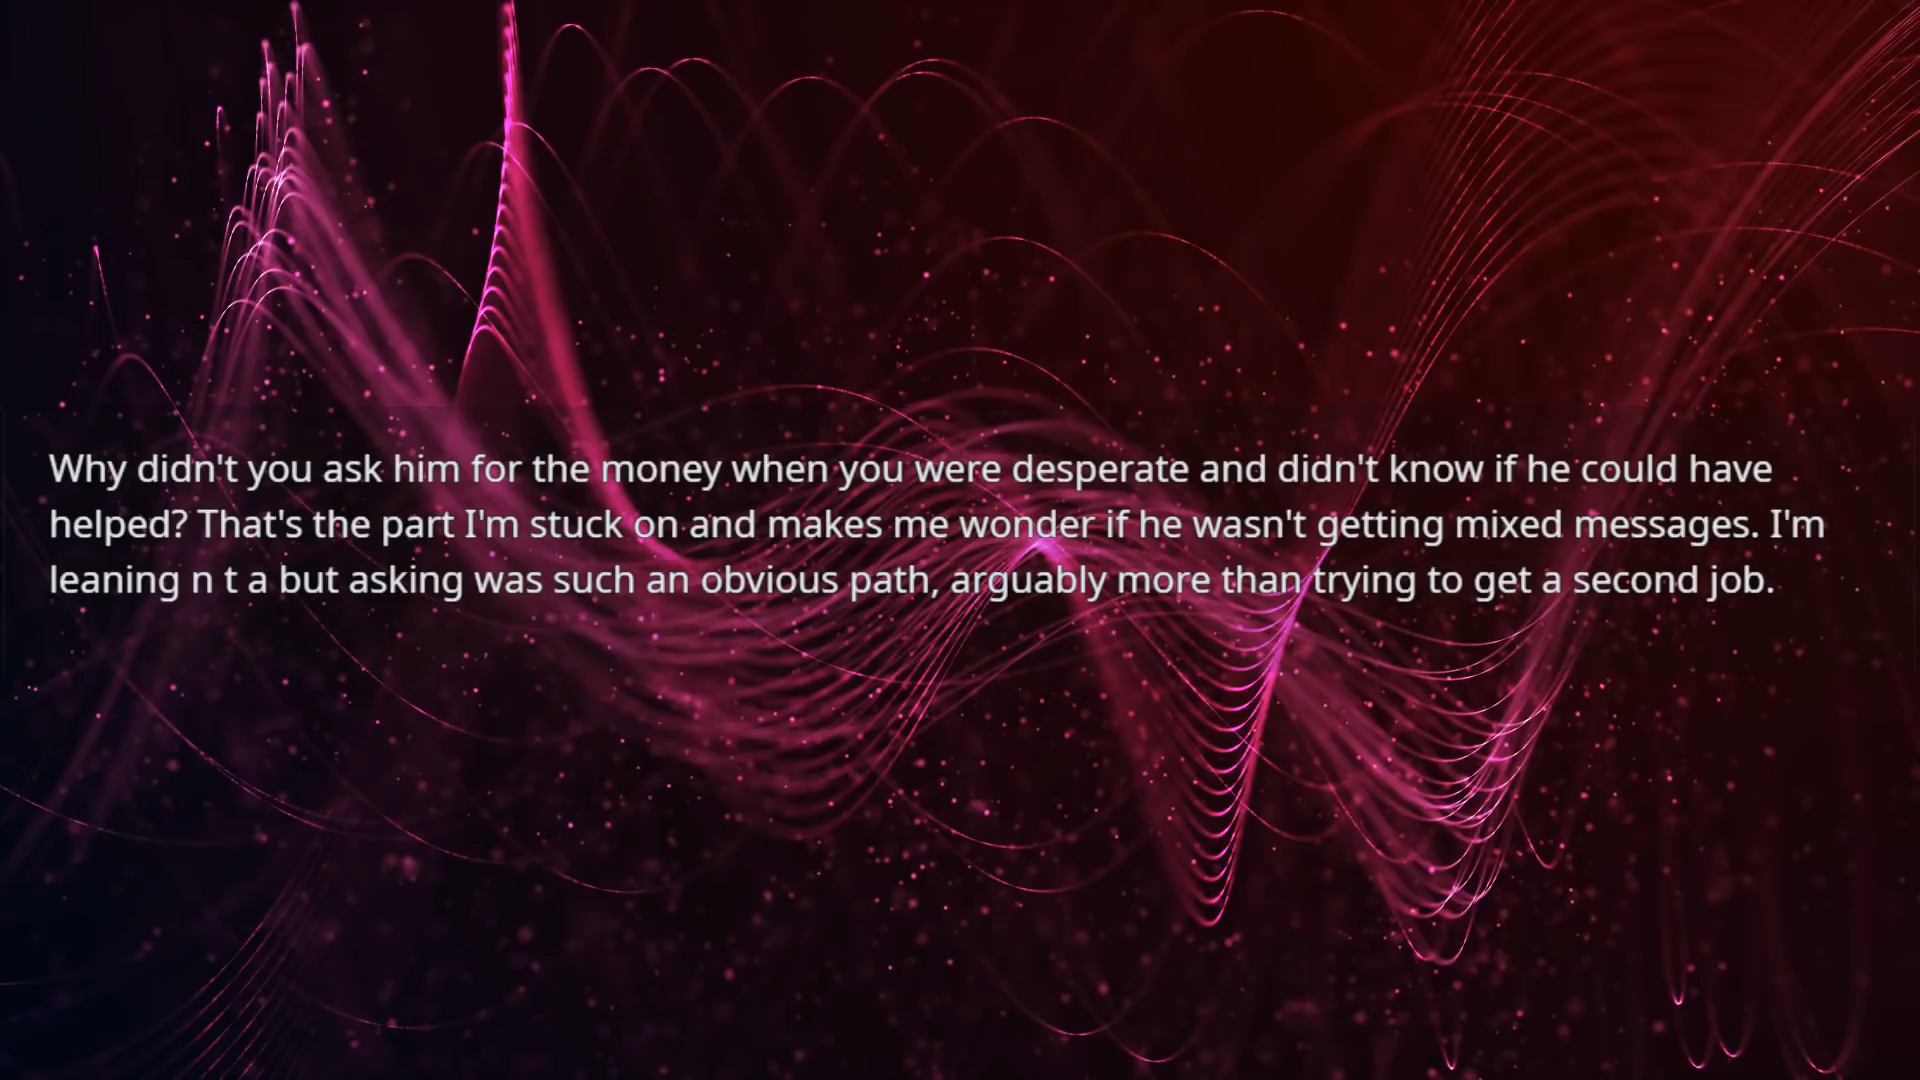 Why didn't you ask him for the money when you were desperate and didn't know if he could have
helped? That's the part I'm stuck on and makes me wonder if he wasn't getting mixed messages. I'm
leaning n t a but asking was such an obvious path, arguably more than trying to get a second job.